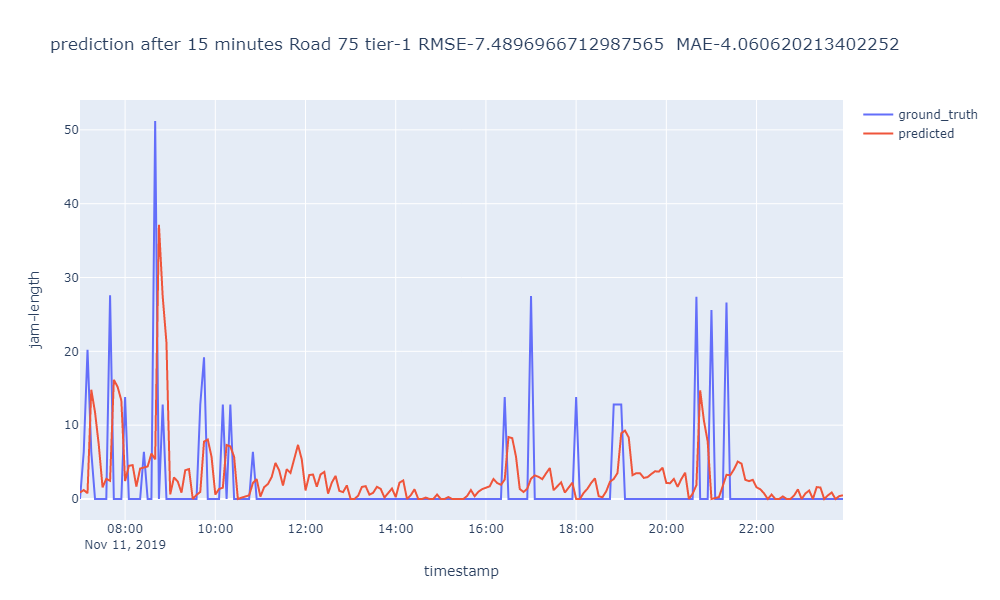 prediction after 15 minutes Road 75 tier-1 RMSE-7.4896966712987565  MAE-4.060620213402252
ground_truth
predicted
50
40
30
20
10
0
jam-length
08:00 10:00 12:00 14:00 16:00 18:00 20:00 22:00
Nov 11, 2019
timestamp